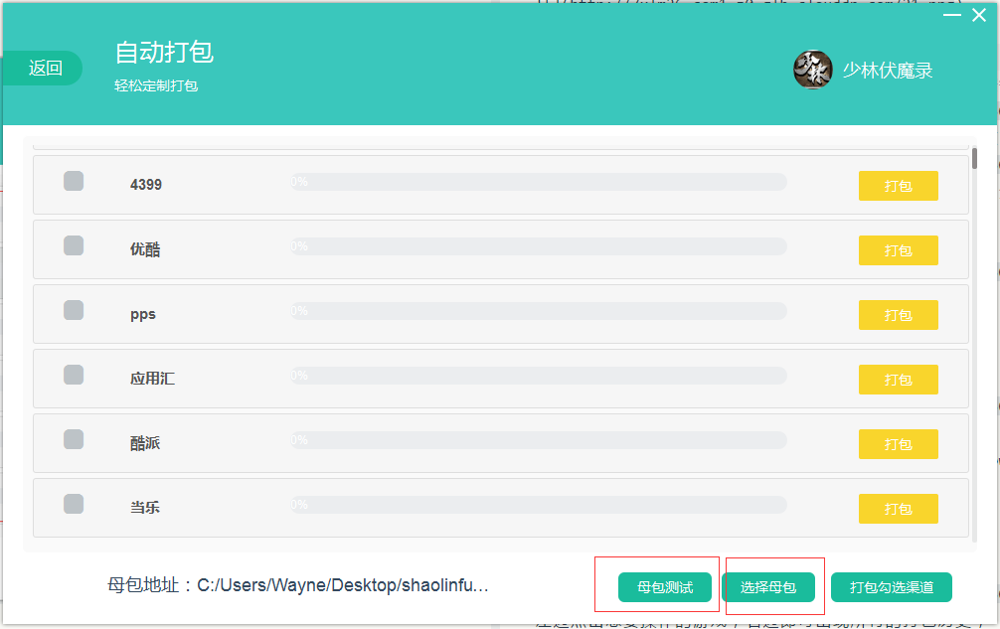 自动打包
返回
轻松定制打包
少林伏魔录
4399 0% 打包
优酷 0% 打包
pps 0% 打包
应用汇 0% 打包
酷派 0% 打包
当乐 0% 打包
母包地址：C:/Users/Wayne/Desktop/shaolinfu... 母包测试 选择母包 打包勾选渠道